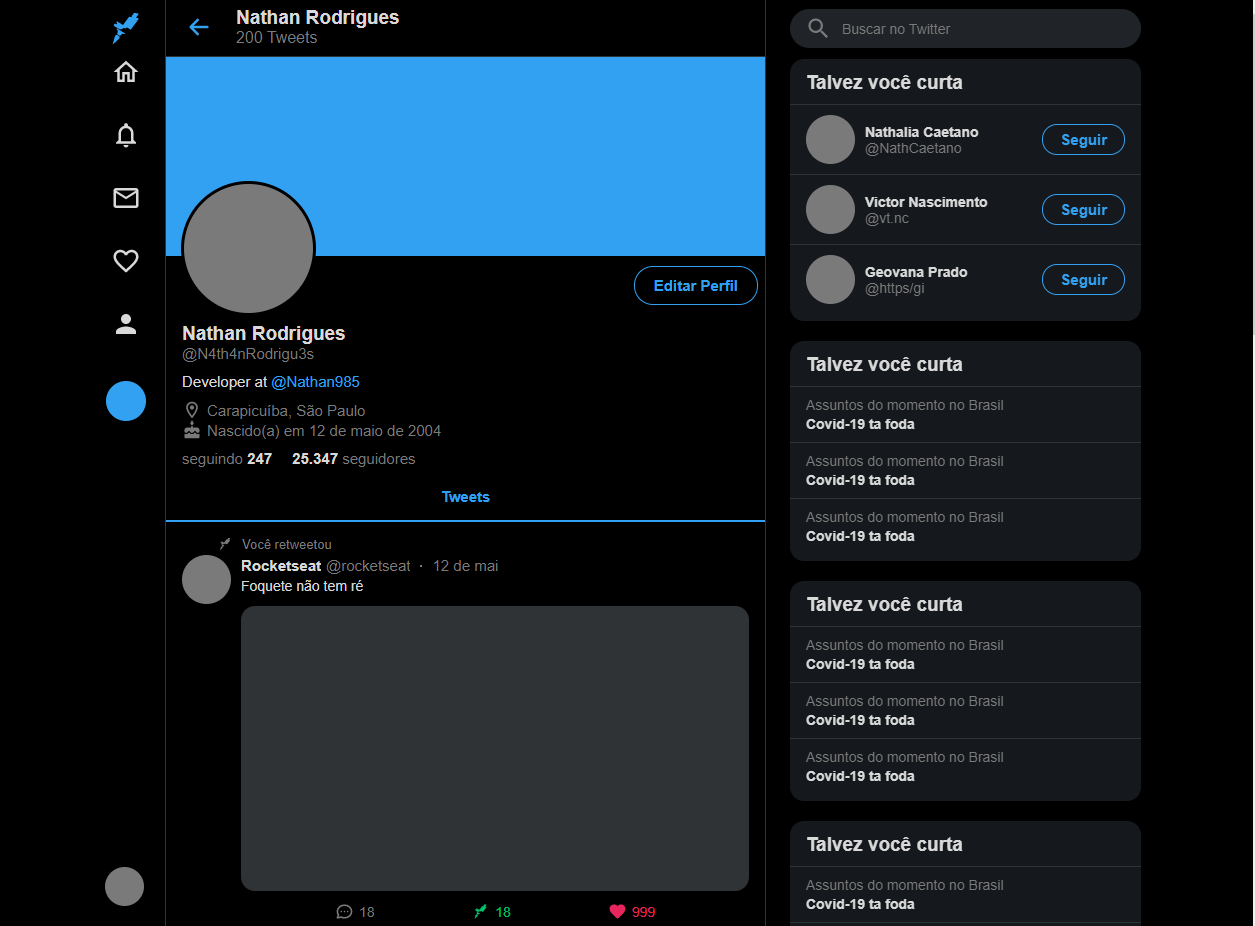 Nathan Rodrigues
200 Tweets
Editar Perfil
Nathan Rodrigues
@N4th4nRodrigu3s
Developer at @Nathan985
Carapicuíba, São Paulo
Nascido(a) em 12 de maio de 2004
seguindo 247 25.347 seguidores
Tweets
Você retweetou
Rocketseat @rocketseat · 12 de mai
Foquete não tem ré
18 18 999
Buscar no Twitter
Talvez você curta
Nathalia Caetano
@NathCaetano
Seguir
Victor Nascimento
@vt.nc
Seguir
Geovana Prado
@https/gi
Seguir
Talvez você curta
Assuntos do momento no Brasil
Covid-19 ta foda
Assuntos do momento no Brasil
Covid-19 ta foda
Assuntos do momento no Brasil
Covid-19 ta foda
Talvez você curta
Assuntos do momento no Brasil
Covid-19 ta foda
Assuntos do momento no Brasil
Covid-19 ta foda
Assuntos do momento no Brasil
Covid-19 ta foda
Talvez você curta
Assuntos do momento no Brasil
Covid-19 ta foda